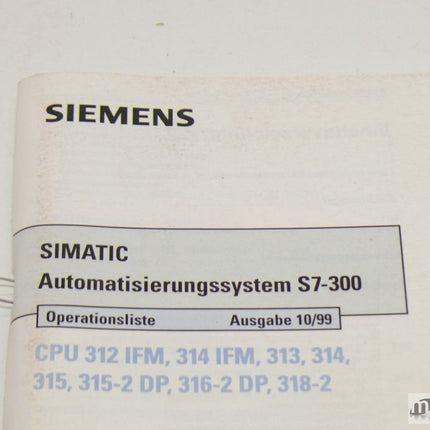 SIEMENS
SIMATIC
Automatisierungssystem S7-300
Operationsliste Ausgabe 10/99
CPU 312 IFM, 314 IFM, 313, 314,
315, 315-2 DP, 316-2 DP, 318-2